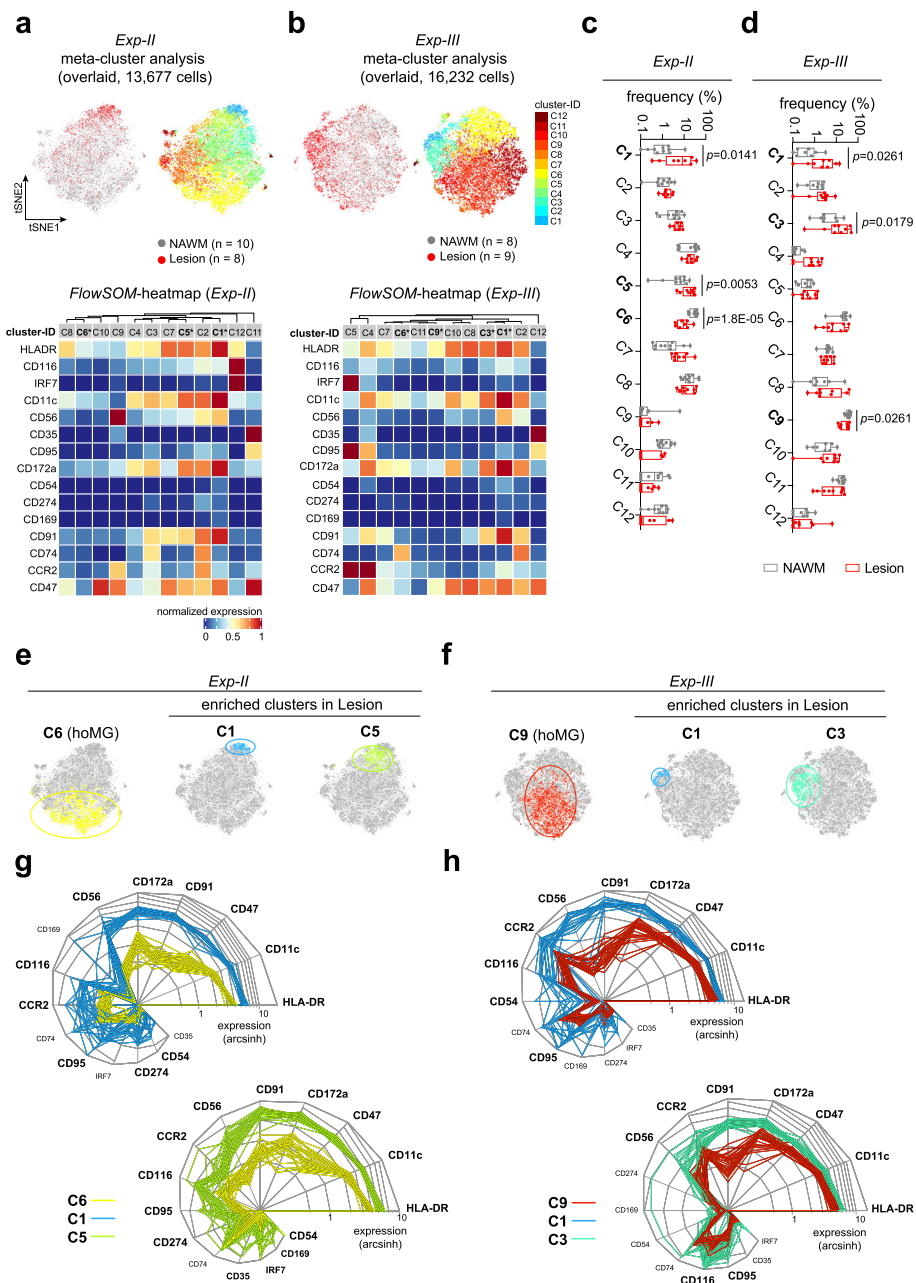 a
Exp-II
meta-cluster analysis
(overlaid, 13,677 cells)
tSNE2
tSNE1
NAWM (n = 10)
Lesion (n = 8)
b
Exp-III
meta-cluster analysis
(overlaid, 16,232 cells)
cluster-ID
C12
C11
C10
C9
C8
C7
C6
C5
C4
C3
C2
C1
NAWM (n = 8)
Lesion (n = 9)
c
Exp-II
frequency (%)
0.1
1
10
100
C1
p=0.0141
C2
C3
C4
C5
p=0.0053
C6
p=1.8E-05
C7
C8
C9
C10
C11
C12
d
Exp-III
frequency (%)
0.1
1
10
100
C1
p=0.0261
C2
C3
p=0.0179
C4
C5
C6
C7
C8
C9
p=0.0261
C10
C11
C12
NAWM
Lesion
FlowSOM-heatmap (Exp-II)
cluster-ID
C8 C6* C10 C9 C4 C3 C7 C5* C2 C1* C12 C11
HLADR
CD116
IRF7
CD11c
CD56
CD35
CD95
CD172a
CD54
CD274
CD169
CD91
CD74
CCR2
CD47
normalized expression
0 0.5 1
FlowSOM-heatmap (Exp-III)
cluster-ID
C5 C4 C7 C6* C11 C9* C10 C8 C3* C1* C2 C12
HLADR
CD116
IRF7
CD11c
CD56
CD35
CD95
CD172a
CD54
CD274
CD169
CD91
CD74
CCR2
CD47
e
Exp-II
enriched clusters in Lesion
C6 (hoMG)
C1
C5
f
Exp-III
enriched clusters in Lesion
C9 (hoMG)
C1
C3
g
CD172a
CD91
CD56
CD47
CD169
CD11c
CD116
CCR2
HLA-DR
1
10
expression
(arcsinh)
CD74
CD35
CD95
CD54
IRF7
CD274
CD91
CD172a
CD56
CD47
CCR2
CD11c
CD116
CD95
HLA-DR
1
10
expression
(arcsinh)
CD274
CD54
CD169
CD74
CD35
IRF7
C6
C1
C5
h
CD91
CD172a
CD56
CD47
CCR2
CD11c
CD116
CD54
HLA-DR
1
10
expression
(arcsinh)
CD74
CD35
CD95
IRF7
CD169
CD274
CD91
CD172a
CCR2
CD47
CD56
CD11c
CD274
CD169
HLA-DR
1
10
expression
(arcsinh)
CD54
IRF7
CD74
CD35
CD116
CD95
C9
C1
C3